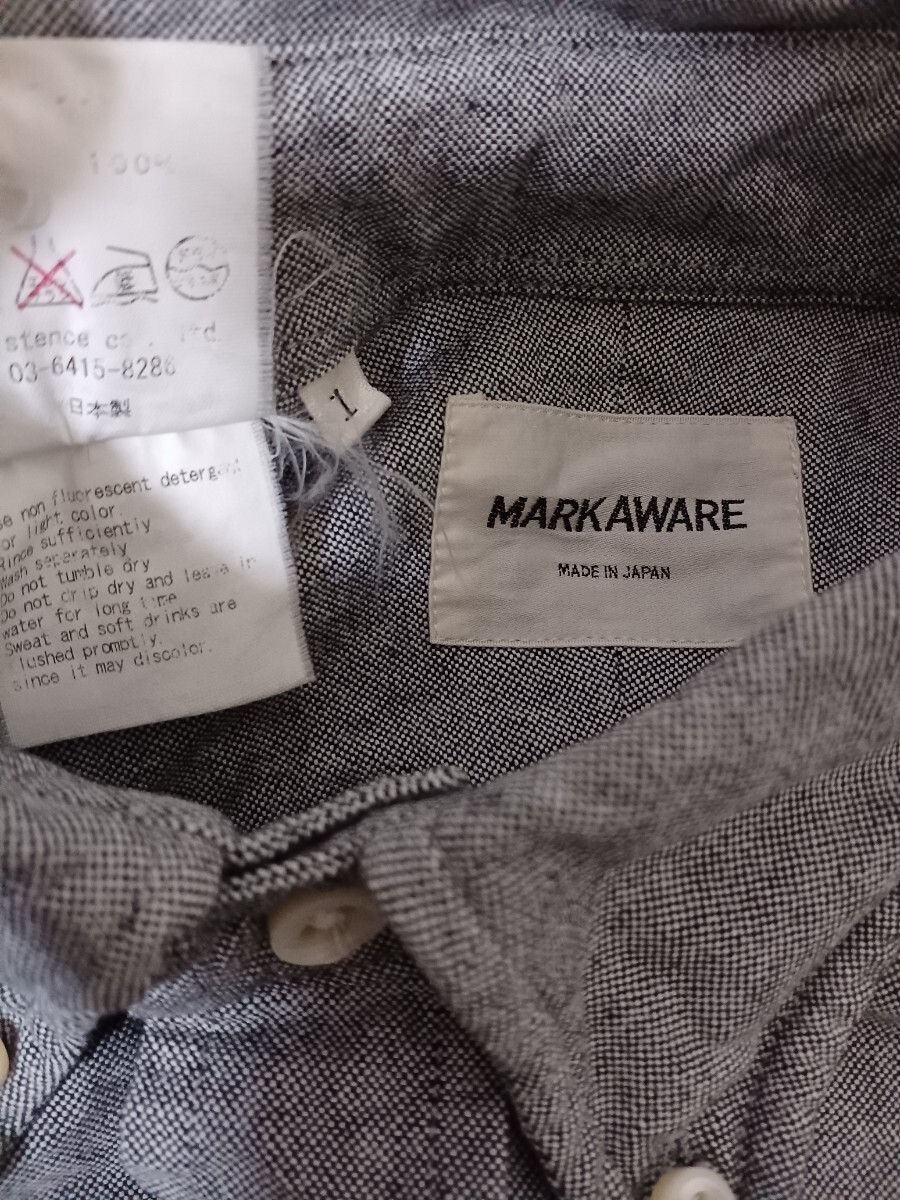 100%
stence co., ltd.
03-6415-8286
日本製
se non fluorescent detergent
or light color.
Rince sufficiently
Wash separately
Do not tumble dry
Do not drip dry and leave in
water for long time
Sweat and soft drinks are
lushed promptly.
since it may discolor.
1
MARKAWARE
MADE IN JAPAN